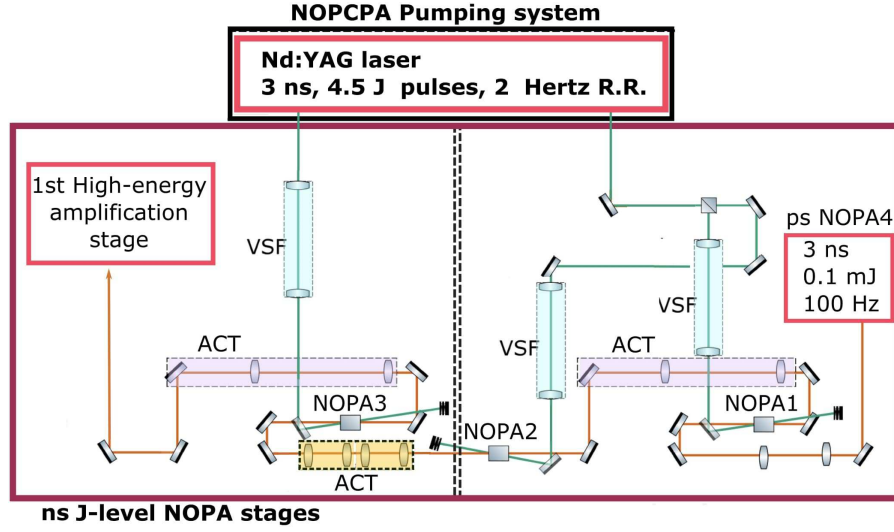 NOPCPA Pumping system
Nd:YAG laser
3 ns, 4.5 J pulses, 2 Hertz R.R.
1st High-energy
amplification
stage
VSF
ps NOPA4
3 ns
0.1 mJ
100 Hz
VSF
VSF
ACT
ACT
NOPA3
NOPA1
NOPA2
ACT
ns J-level NOPA stages